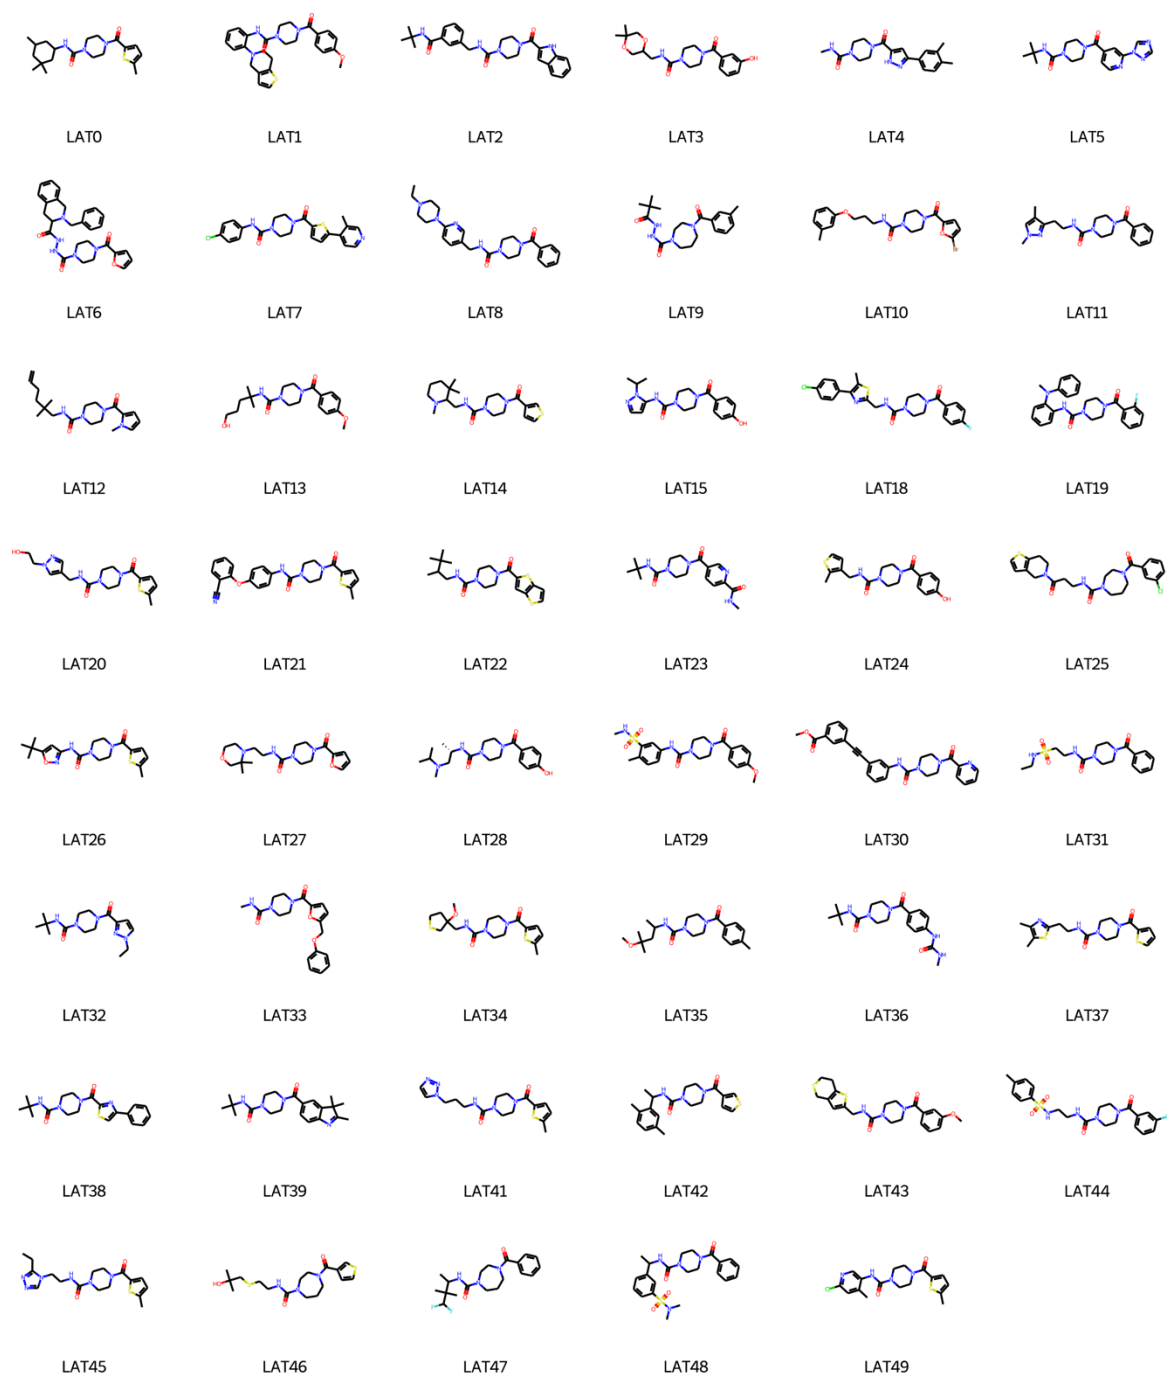 LAT0 LAT1 LAT2 LAT3 LAT4 LAT5
LAT6 LAT7 LAT8 LAT9 LAT10 LAT11
LAT12 LAT13 LAT14 LAT15 LAT18 LAT19
LAT20 LAT21 LAT22 LAT23 LAT24 LAT25
LAT26 LAT27 LAT28 LAT29 LAT30 LAT31
LAT32 LAT33 LAT34 LAT35 LAT36 LAT37
LAT38 LAT39 LAT41 LAT42 LAT43 LAT44
LAT45 LAT46 LAT47 LAT48 LAT49